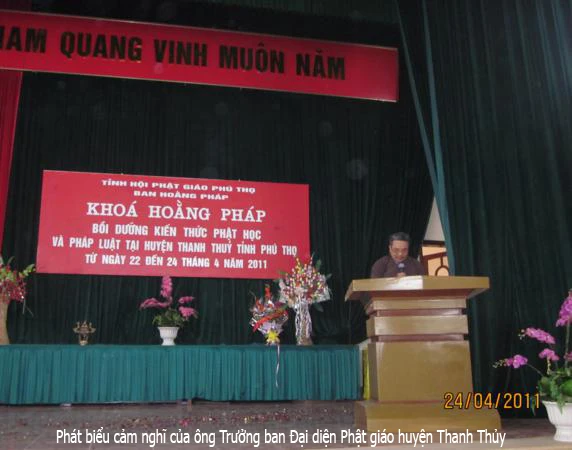 NAM QUANG VINH MUÔN NĂM
TỈNH HỘI PHẬT GIÁO PHÚ THỌ
BAN HOẰNG PHÁP
KHOÁ HOẰNG PHÁP
BỒI DƯỠNG KIẾN THỨC PHẬT HỌC
VÀ PHÁP LUẬT TẠI HUYỆN THANH THUỶ TỈNH PHÚ THỌ
TỪ NGÀY 22 ĐẾN 24 THÁNG 4 NĂM 2011
24/04/2011
Phát biểu cảm nghĩ của ông Trưởng ban Đại diện Phật giáo huyện Thanh Thủy